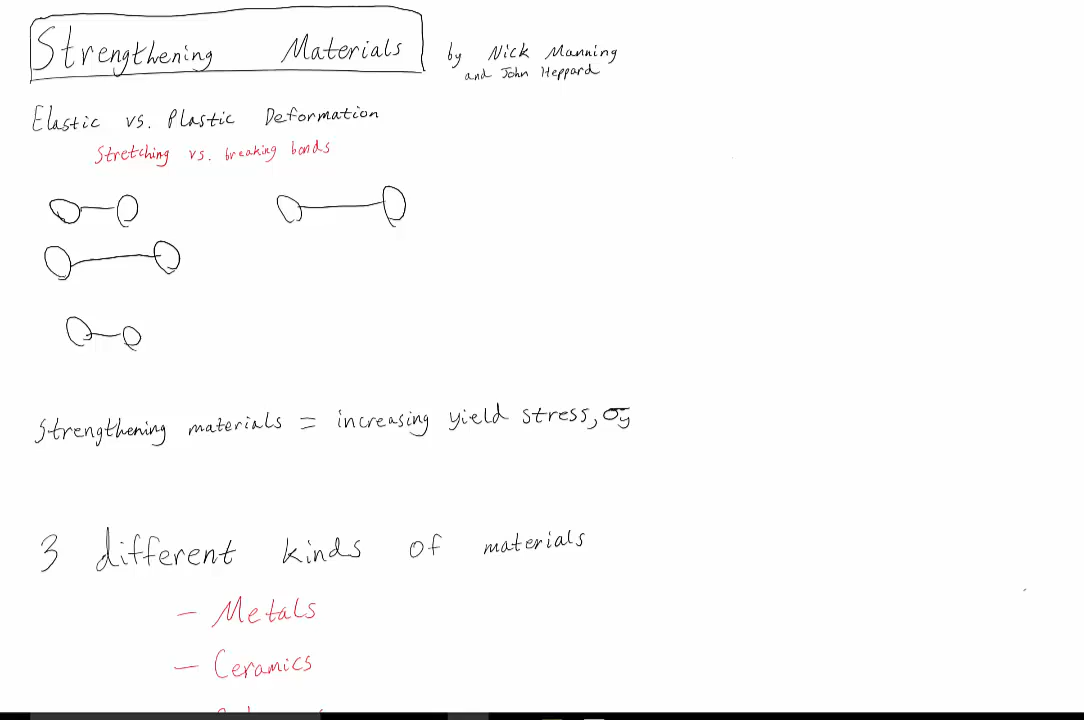 Strengthening Materials
by Nick Manning
and John Heppard
Elastic vs. Plastic Deformation
Stretching vs. breaking bonds
Strengthening materials = increasing yield stress, σy
3 different kinds of materials
- Metals
- Ceramics